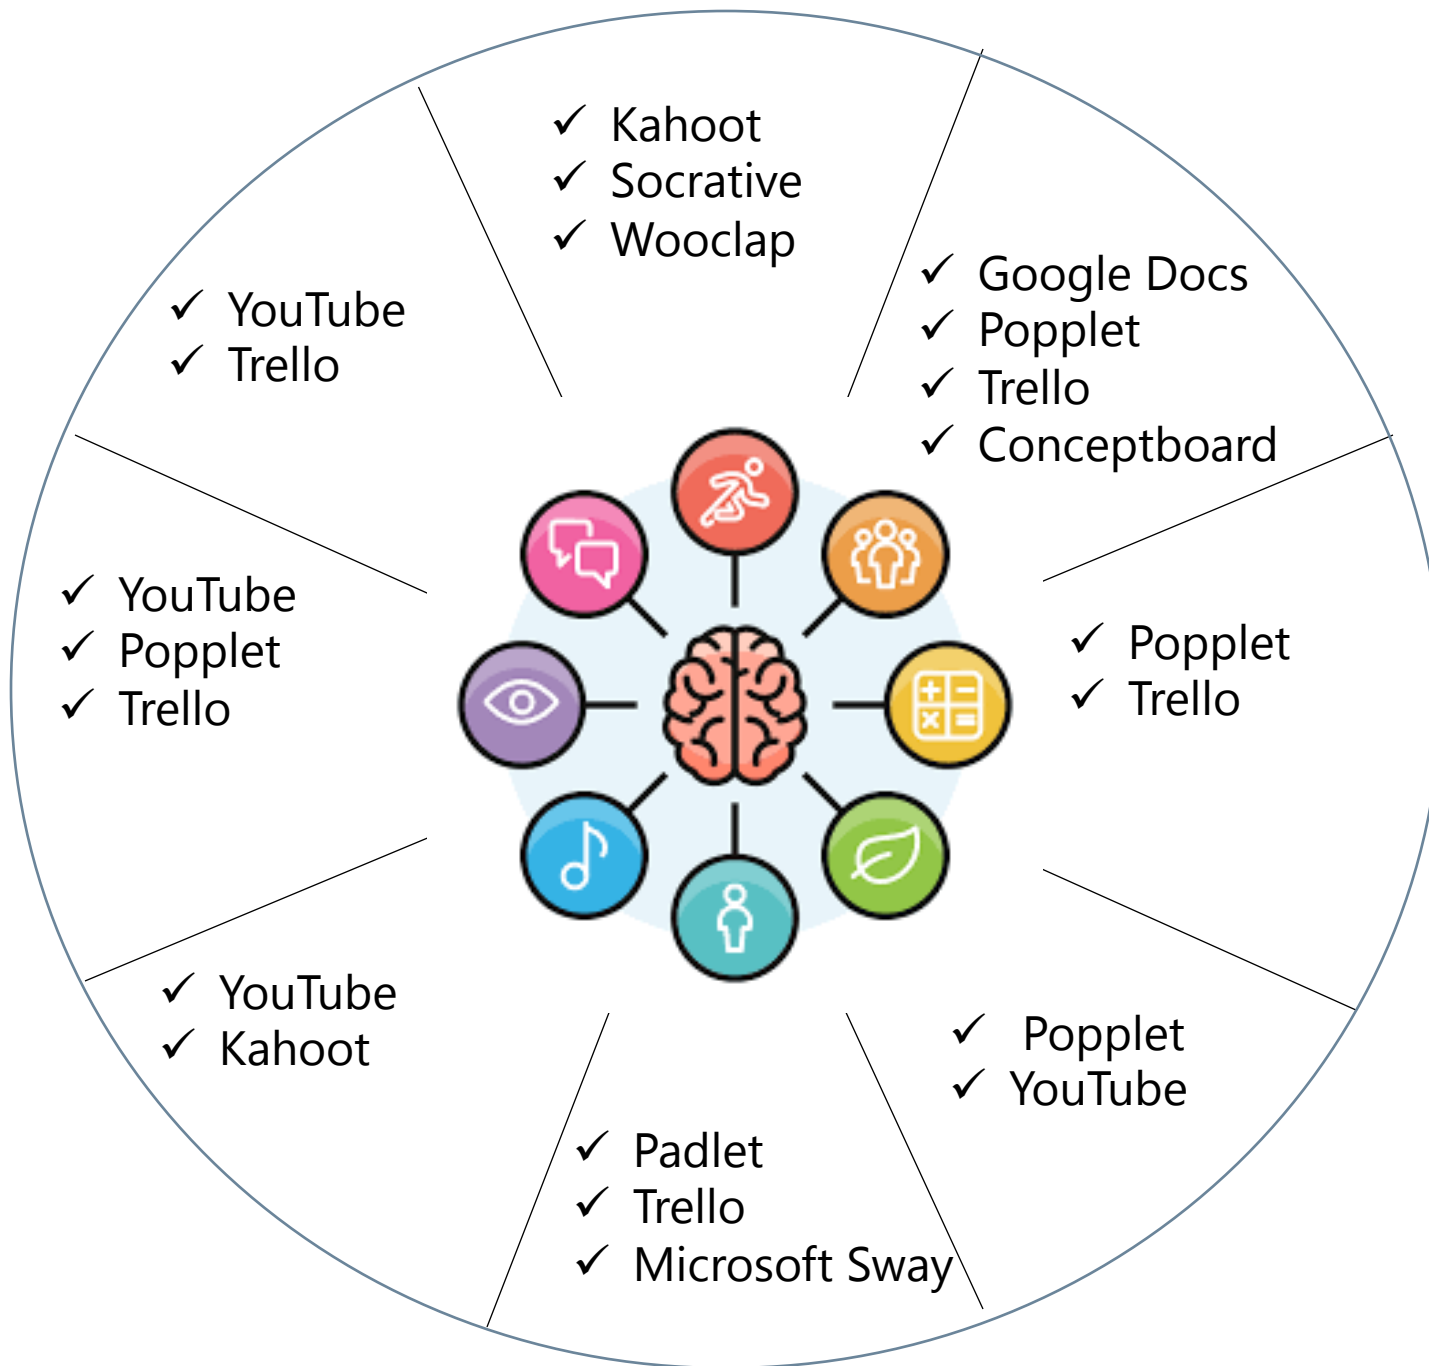 ✓ Kahoot
✓ Socrative
✓ Wooclap
✓ Google Docs
✓ Popplet
✓ Trello
✓ Conceptboard
✓ Popplet
✓ Trello
✓ Popplet
✓ YouTube
✓ Padlet
✓ Trello
✓ Microsoft Sway
✓ YouTube
✓ Kahoot
✓ YouTube
✓ Popplet
✓ Trello
✓ YouTube
✓ Trello